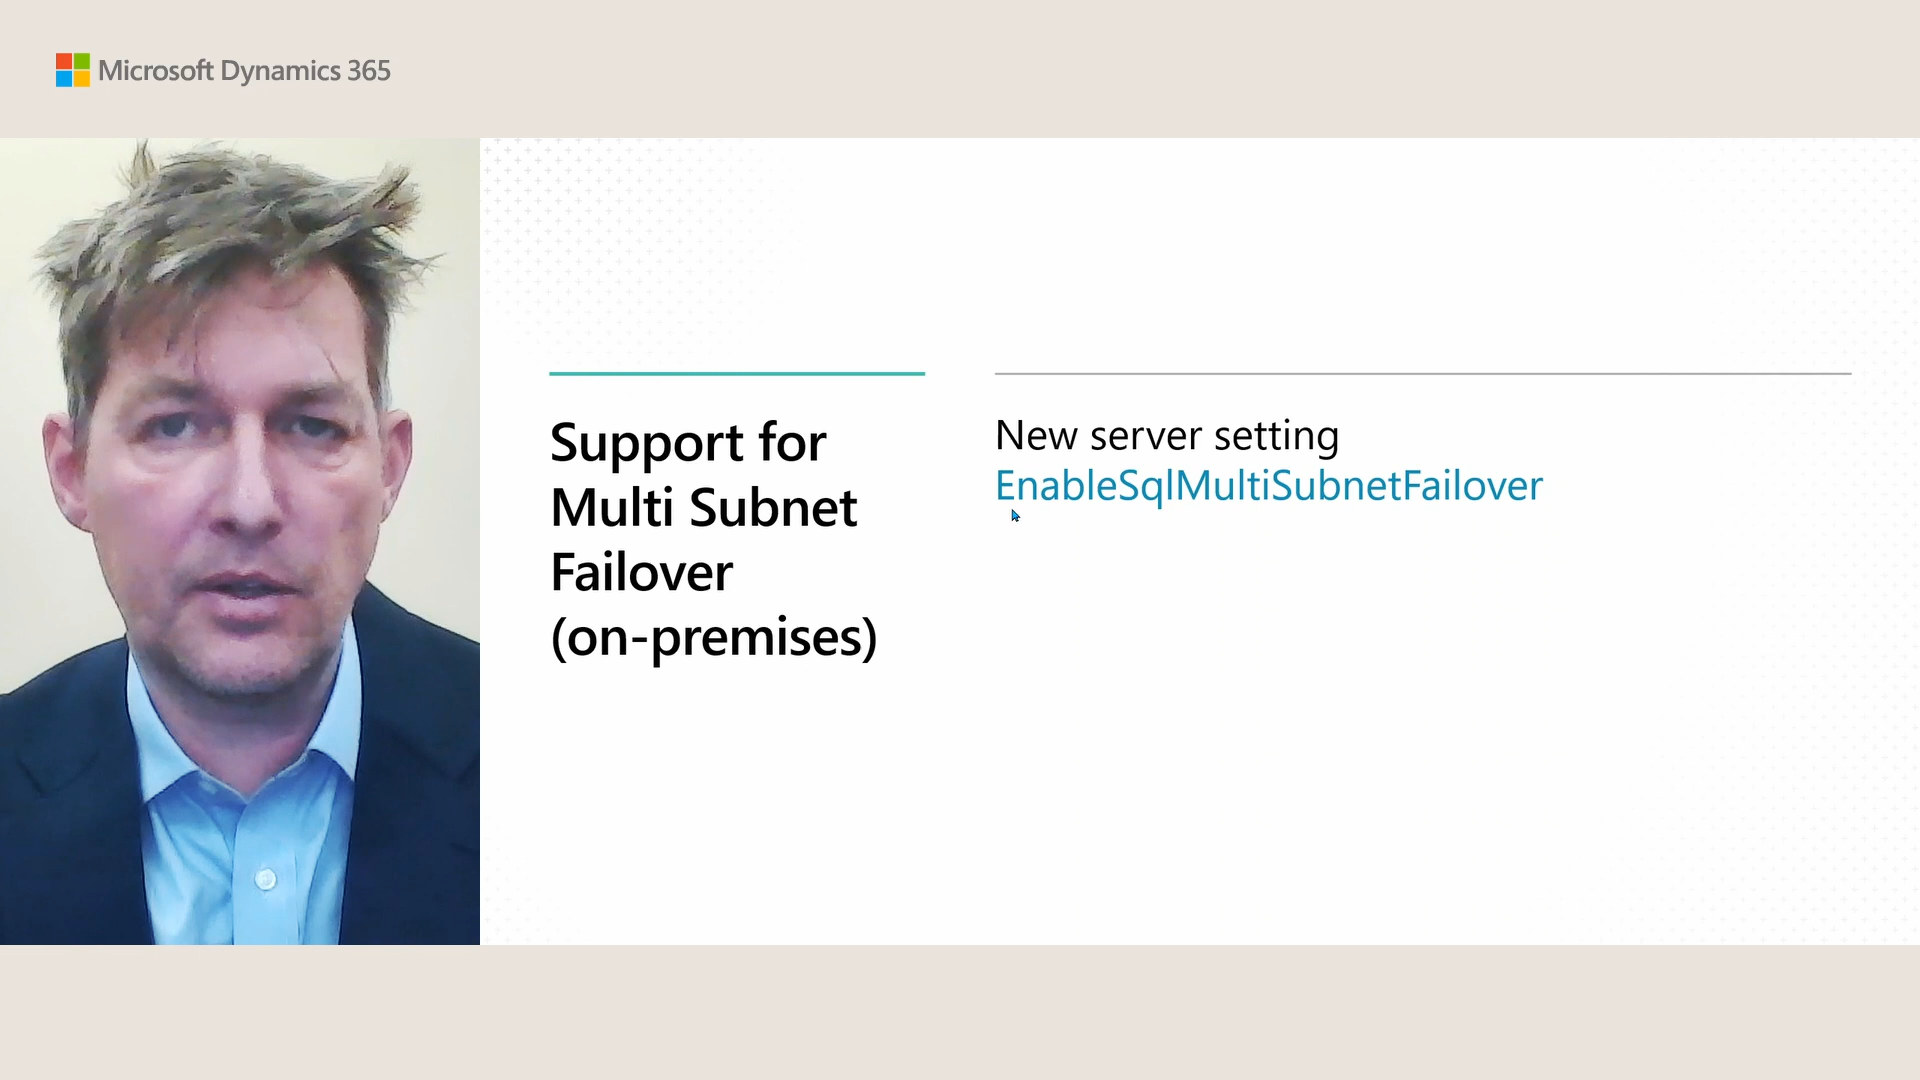 Microsoft Dynamics 365
Support for
Multi Subnet
Failover
(on-premises)
New server setting
EnableSqlMultiSubnetFailover